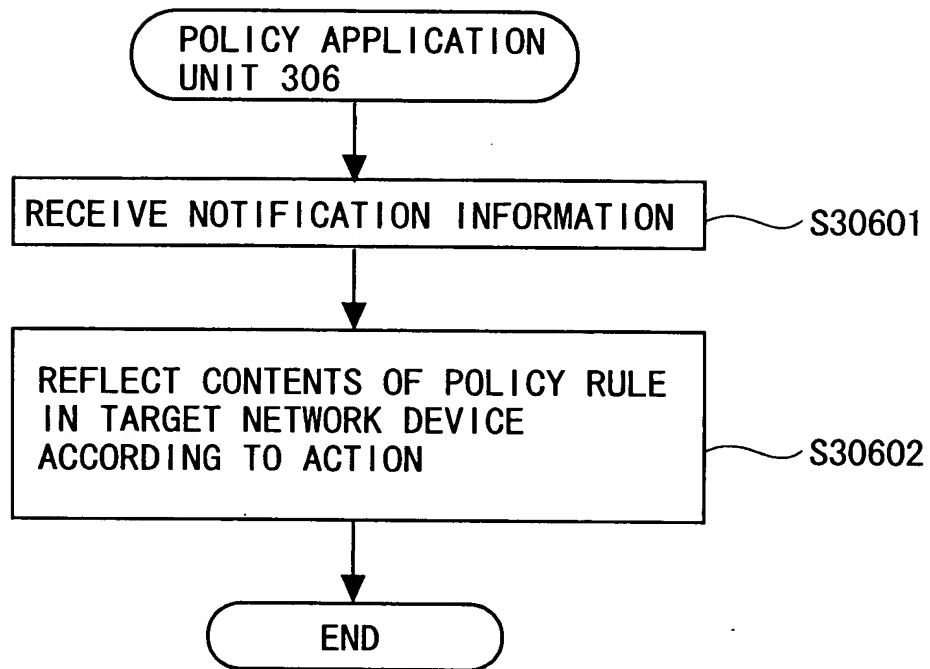 POLICY APPLICATION
UNIT 306
RECEIVE NOTIFICATION INFORMATION
S30601
REFLECT CONTENTS OF POLICY RULE
IN TARGET NETWORK DEVICE
ACCORDING TO ACTION
S30602
END